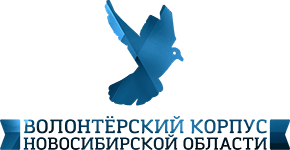 ВОЛОНТЁРСКИЙ КОРПУС
НОВОСИБИРСКОЙ ОБЛАСТИ